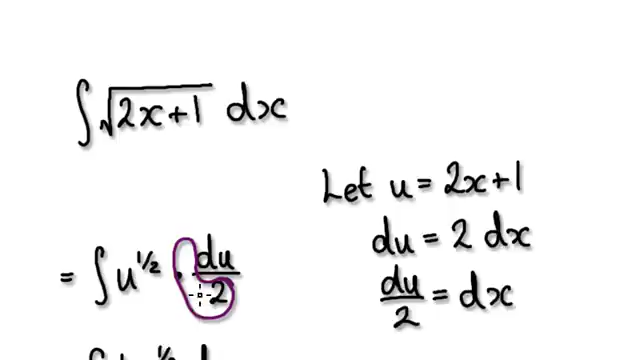 ∫√2x+1 dx
Let u = 2x+1
du = 2 dx
du/2 = dx
= ∫ u^1/2 · du/2